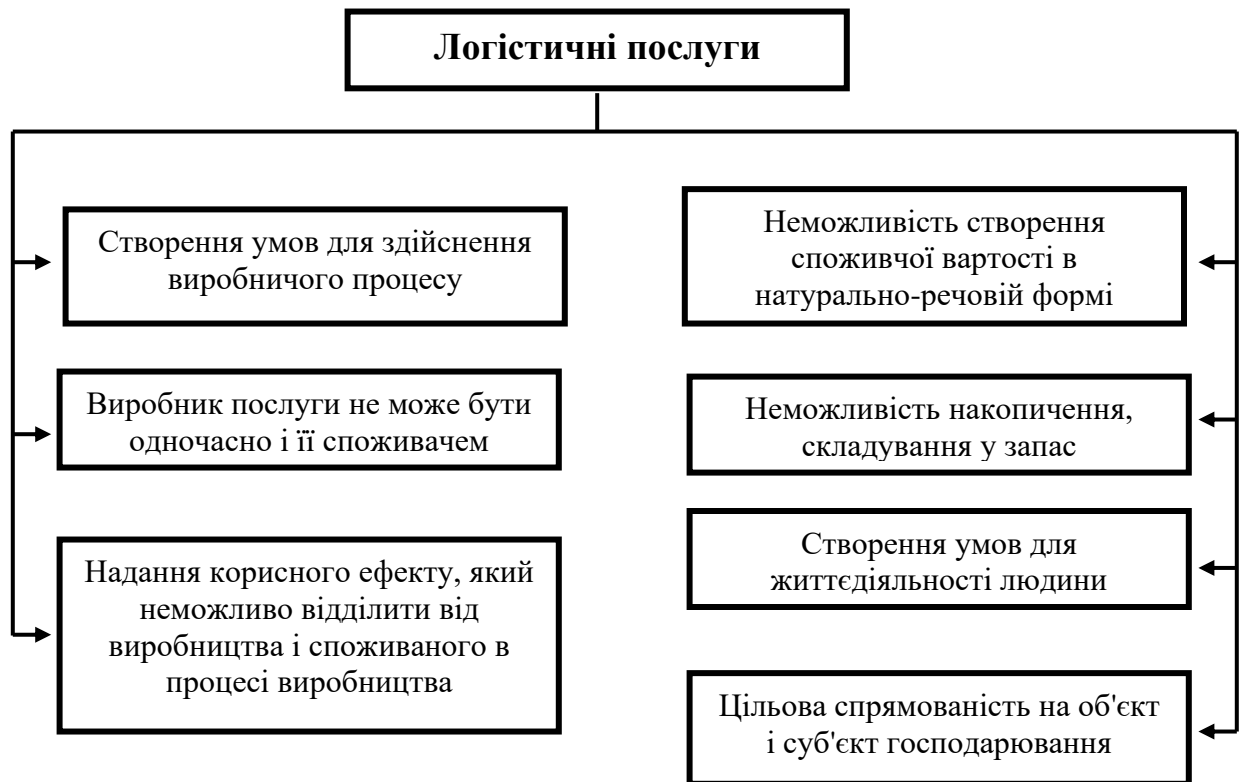 Логістичні послуги
Створення умов для здійснення
виробничого процесу
Виробник послуги не може бути
одночасно і її споживачем
Надання корисного ефекту, який
неможливо відділити від
виробництва і споживаного в
процесі виробництва
Неможливість створення
споживчої вартості в
натурально-речовій формі
Неможливість накопичення,
складування у запас
Створення умов для
життєдіяльності людини
Цільова спрямованість на об'єкт
і суб'єкт господарювання